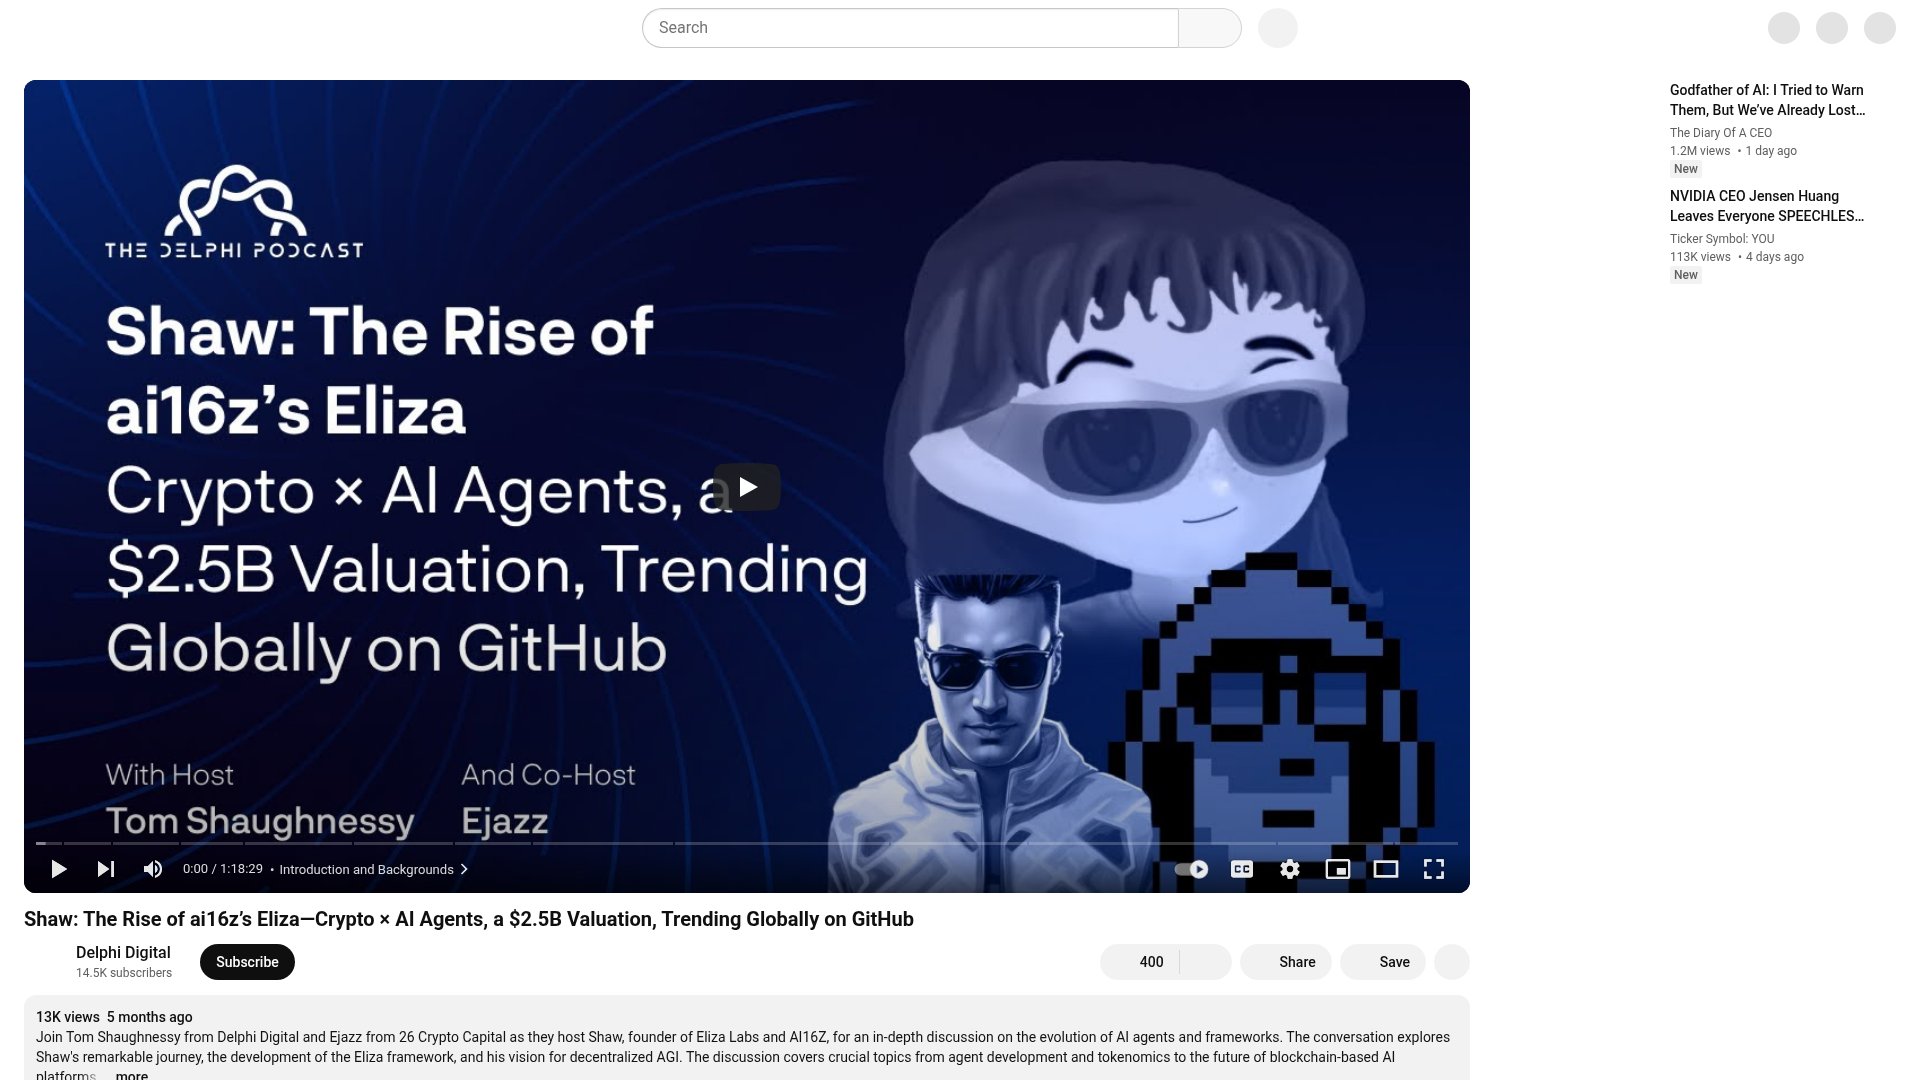 Search
THE DELPHI PODCAST
Shaw: The Rise of
ai16z’s Eliza
Crypto × AI Agents, a
$2.5B Valuation, Trending
Globally on GitHub
With Host
Tom Shaughnessy
And Co-Host
Ejazz
0:00 / 1:18:29 • Introduction and Backgrounds
CC
Shaw: The Rise of ai16z’s Eliza—Crypto × AI Agents, a $2.5B Valuation, Trending Globally on GitHub
Delphi Digital
14.5K subscribers
Subscribe
400
Share
Save
13K views 5 months ago
Join Tom Shaughnessy from Delphi Digital and Ejazz from 26 Crypto Capital as they host Shaw, founder of Eliza Labs and AI16Z, for an in-depth discussion on the evolution of AI agents and frameworks. The conversation explores
Shaw's remarkable journey, the development of the Eliza framework, and his vision for decentralized AGI. The discussion covers crucial topics from agent development and tokenomics to the future of blockchain-based AI
platforms ...more
Godfather of AI: I Tried to Warn
Them, But We’ve Already Lost…
The Diary Of A CEO
1.2M views • 1 day ago
New
NVIDIA CEO Jensen Huang
Leaves Everyone SPEECHLES…
Ticker Symbol: YOU
113K views • 4 days ago
New